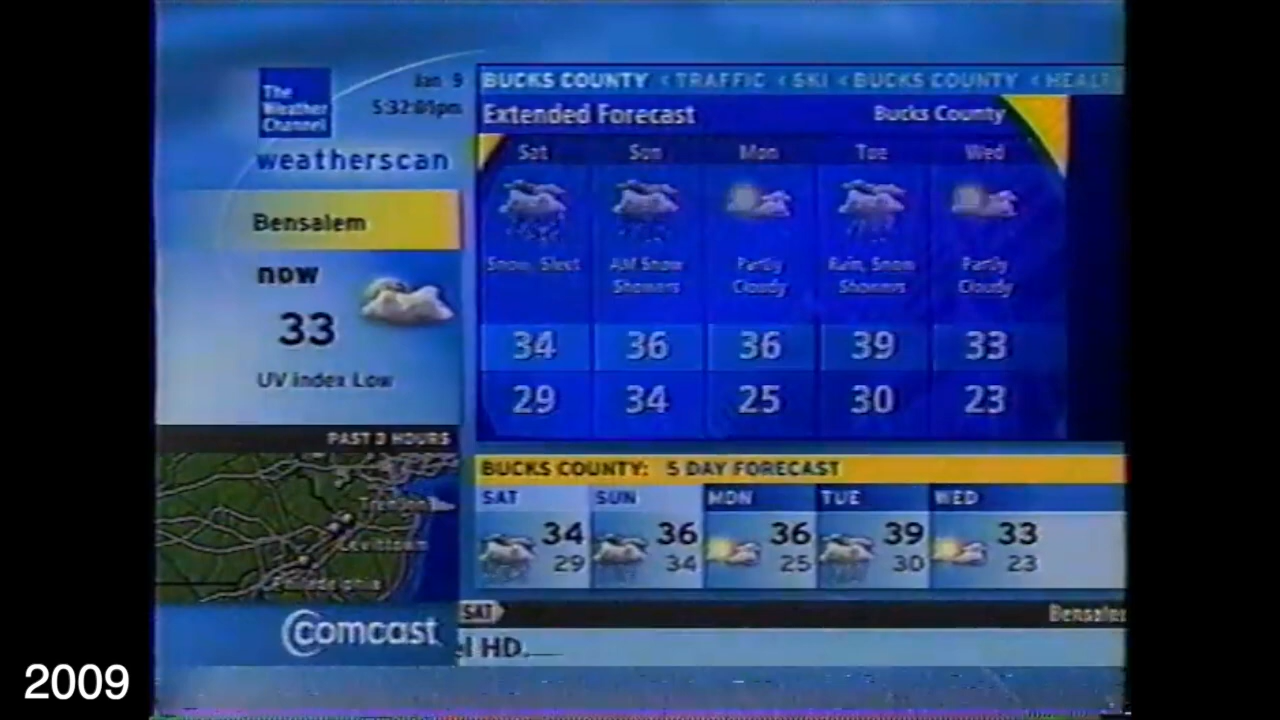 The
Weather
Channel
Jan 9
5:32:01pm
weatherscan
Bensalem
now
33
UV Index Low
PAST 3 HOURS
Trenton
Levittown
Philadelphia
comcast
BUCKS COUNTY < TRAFFIC < SKI < BUCKS COUNTY < HEAL
Extended Forecast Bucks County
Sat Sun Mon Tue Wed
Snow, Sleet AM Snow Partly Rain, Snow Partly
Showers Cloudy Showers Cloudy
34 36 36 39 33
29 34 25 30 23
BUCKS COUNTY: 5 DAY FORECAST
SAT SUN MON TUE WED
34 36 36 39 33
29 34 25 30 23
SAT Bensalem
el HD.
2009